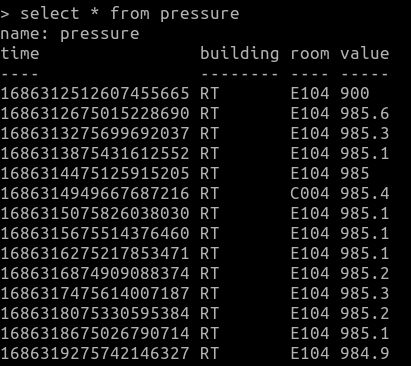 > select * from pressure
name: pressure
time                building room value
----                -------- ---- -----
1686312512607455665 RT       E104 900
1686312675015228690 RT       E104 985.6
1686313275699692037 RT       E104 985.3
1686313875431612552 RT       E104 985.1
1686314475125915205 RT       E104 985
1686314949667687216 RT       C004 985.4
1686315075826038030 RT       E104 985.1
1686315675514376460 RT       E104 985.1
1686316275217853471 RT       E104 985.1
1686316874909088374 RT       E104 985.2
1686317475614007187 RT       E104 985.3
1686318075330595384 RT       E104 985.2
1686318675026790714 RT       E104 985.1
1686319275742146327 RT       E104 984.9